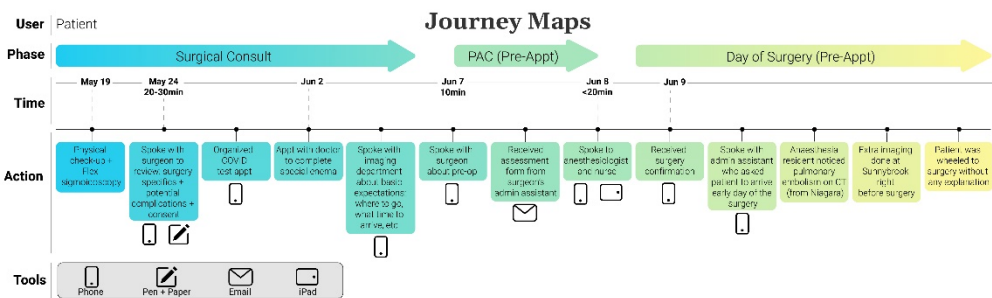 Journey Maps
User Patient
Phase
Surgical Consult
PAC (Pre-Appt)
Day of Surgery (Pre-Appt)
Time
May 19
May 24
20-30min
Jun 2
Jun 7
10min
Jun 8
<20min
Jun 9
Action
Physical
check-up +
Flex
sigmoidoscopy
Spoke with
surgeon to
review: surgery
specifics +
potential
complications +
consent
Organized
COVID
test appt
Appt with doctor
to complete
special enema
Spoke with
imaging
department
about basic
expectations:
where to go,
what time to
arrive, etc
Spoke with
surgeon
about pre-op
Received
assessment
form from
surgeon's
admin assistant
Spoke to
anesthesiologist
and nurse
Received
surgery
confirmation
Spoke with
admin assistant
who asked
patient to arrive
early day of the
surgery
Anaesthesia
resident noticed
pulmonary
embolism on CT
(from Niagara)
Extra imaging
done at
Sunnybrook
right
before surgery
Patient was
wheeled to
surgery without
any explanation
Tools
Phone
Pen + Paper
Email
iPad